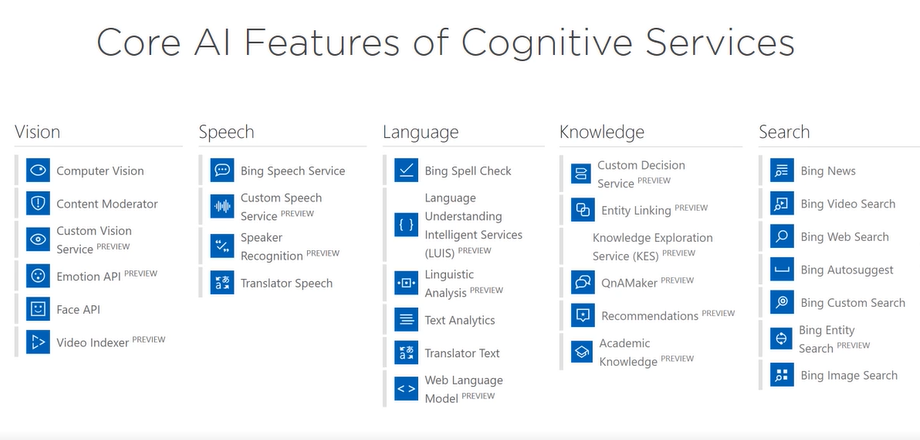 Core AI Features of Cognitive Services
Vision
Computer Vision
Content Moderator
Custom Vision
Service PREVIEW
Emotion API PREVIEW
Face API
Video Indexer PREVIEW
Speech
Bing Speech Service
Custom Speech
Service PREVIEW
Speaker
Recognition PREVIEW
Translator Speech
Language
Bing Spell Check
Language
Understanding
Intelligent Services
(LUIS) PREVIEW
Linguistic
Analysis PREVIEW
Text Analytics
Translator Text
Web Language
Model PREVIEW
Knowledge
Custom Decision
Service PREVIEW
Entity Linking PREVIEW
Knowledge Exploration
Service (KES) PREVIEW
QnAMaker PREVIEW
Recommendations PREVIEW
Academic
Knowledge PREVIEW
Search
Bing News
Bing Video Search
Bing Web Search
Bing Autosuggest
Bing Custom Search
Bing Entity
Search PREVIEW
Bing Image Search